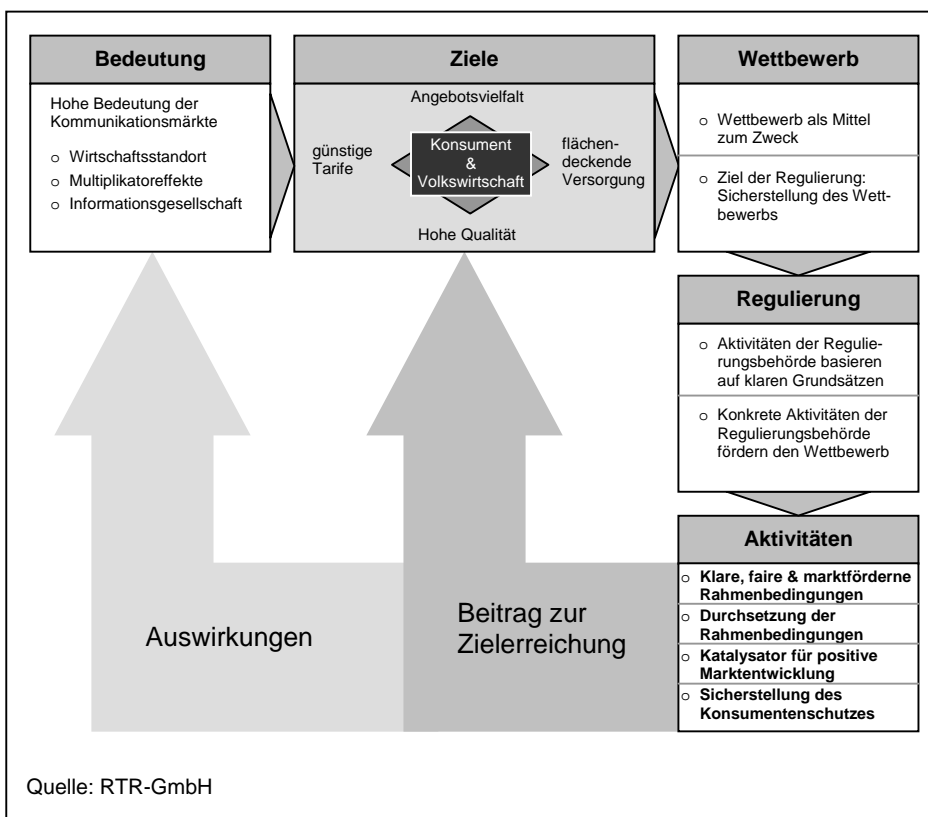 Bedeutung
Hohe Bedeutung der
Kommunikationsmärkte
o Wirtschaftsstandort
o Multiplikatoreffekte
o Informationsgesellschaft
Ziele
Angebotsvielfalt
günstige
Tarife
Konsument
&
Volkswirtschaft
flächen-
deckende
Versorgung
Hohe Qualität
Wettbewerb
o Wettbewerb als Mittel
zum Zweck
o Ziel der Regulierung:
Sicherstellung des Wett-
bewerbs
Regulierung
o Aktivitäten der Regulie-
rungsbehörde basieren
auf klaren Grundsätzen
o Konkrete Aktivitäten der
Regulierungsbehörde
fördern den Wettbewerb
Aktivitäten
o Klare, faire & marktförderne
Rahmenbedingungen
o Durchsetzung der
Rahmenbedingungen
o Katalysator für positive
Marktentwicklung
o Sicherstellung des
Konsumentenschutzes
Beitrag zur
Zielerreichung
Auswirkungen
Quelle: RTR-GmbH